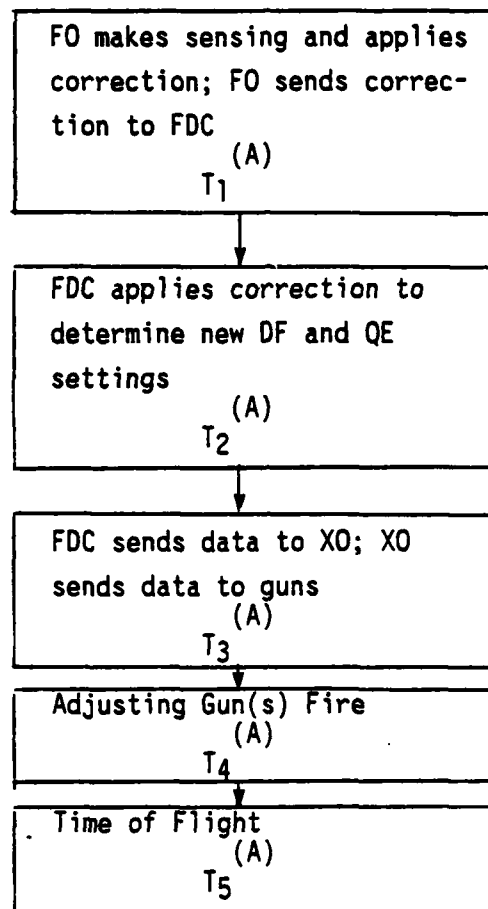 FO makes sensing and applies
correction; FO sends correc-
tion to FDC
(A)
T1
FDC applies correction to
determine new DF and QE
settings
(A)
T2
FDC sends data to XO; XO
sends data to guns
(A)
T3
Adjusting Gun(s) Fire
(A)
T4
Time of Flight
(A)
T5